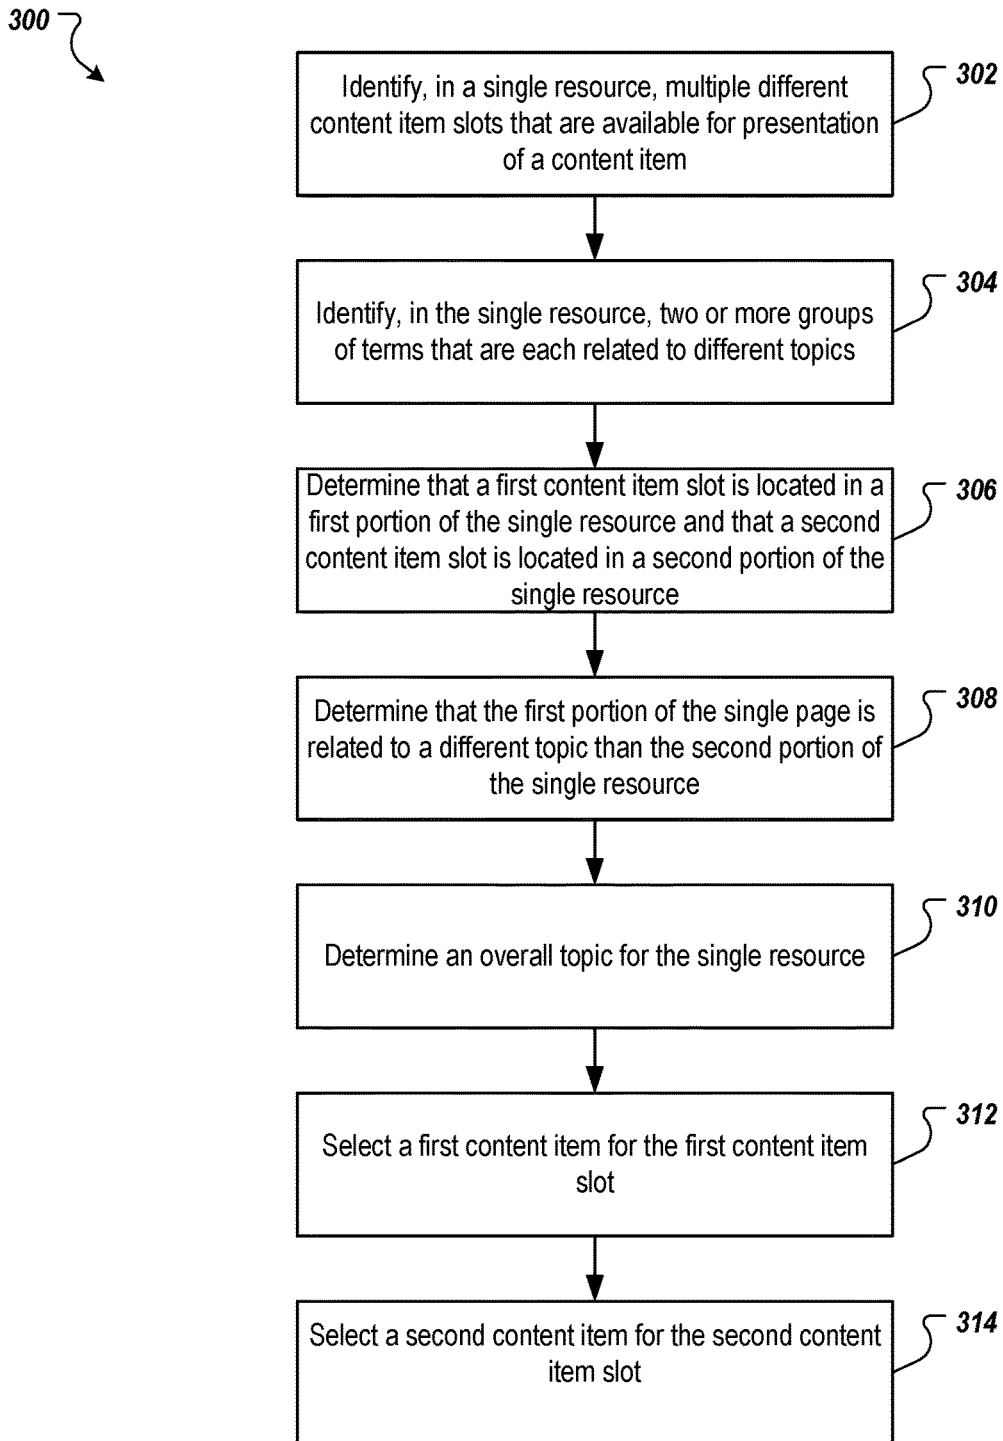 300
Identify, in a single resource, multiple different
content item slots that are available for presentation
of a content item
302
Identify, in the single resource, two or more groups
of terms that are each related to different topics
304
Determine that a first content item slot is located in a
first portion of the single resource and that a second
content item slot is located in a second portion of the
single resource
306
Determine that the first portion of the single page is
related to a different topic than the second portion of
the single resource
308
Determine an overall topic for the single resource
310
Select a first content item for the first content item
slot
312
Select a second content item for the second content
item slot
314